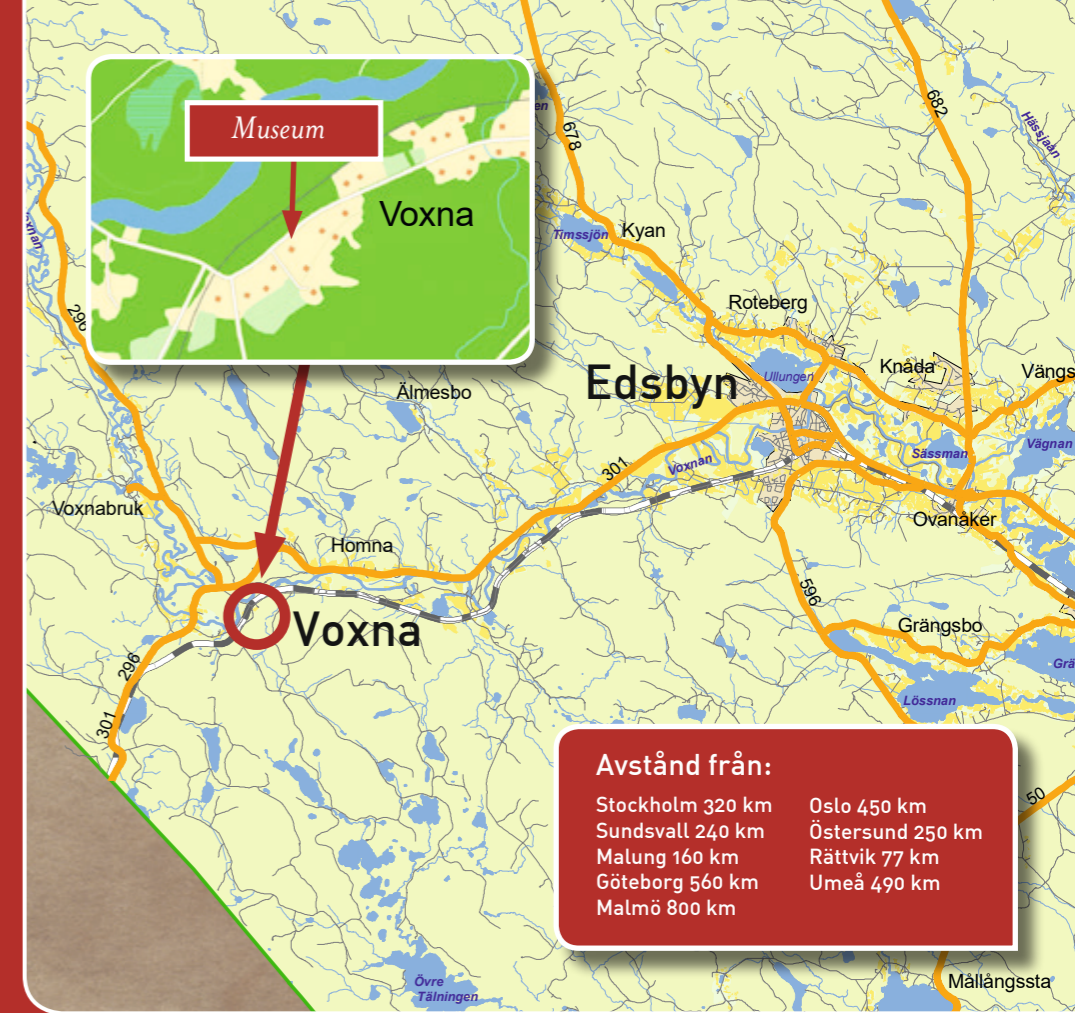 Museum
Voxna
en
678
682
Hässjaån
Timssjön
Kyan
Roteberg
296
Älmesbo
Edsbyn
Ullungen
Knåda
Vängs
Vägnan
Sässman
301
Voxnan
Voxnabruk
Homna
Ovanåker
596
Voxna
Grängsbo
Grä
296
Lössnan
301
Avstånd från:
Stockholm 320 km
Sundsvall 240 km
Malung 160 km
Göteborg 560 km
Malmö 800 km
Oslo 450 km
Östersund 250 km
Rättvik 77 km
Umeå 490 km
50
Övre
Tälningen
Mållångssta